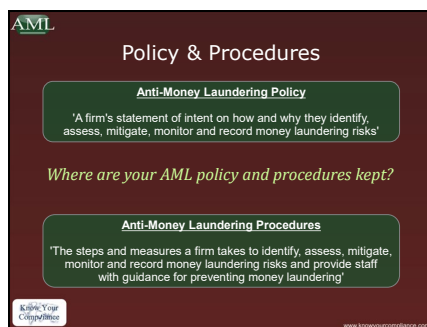 AML
Policy & Procedures
Anti-Money Laundering Policy
'A firm's statement of intent on how and why they identify,
assess, mitigate, monitor and record money laundering risks'
Where are your AML policy and procedures kept?
Anti-Money Laundering Procedures
'The steps and measures a firm takes to identify, assess, mitigate,
monitor and record money laundering risks and provide staff
with guidance for preventing money laundering'
Know Your
Compliance
www.knowyourcompliance.com